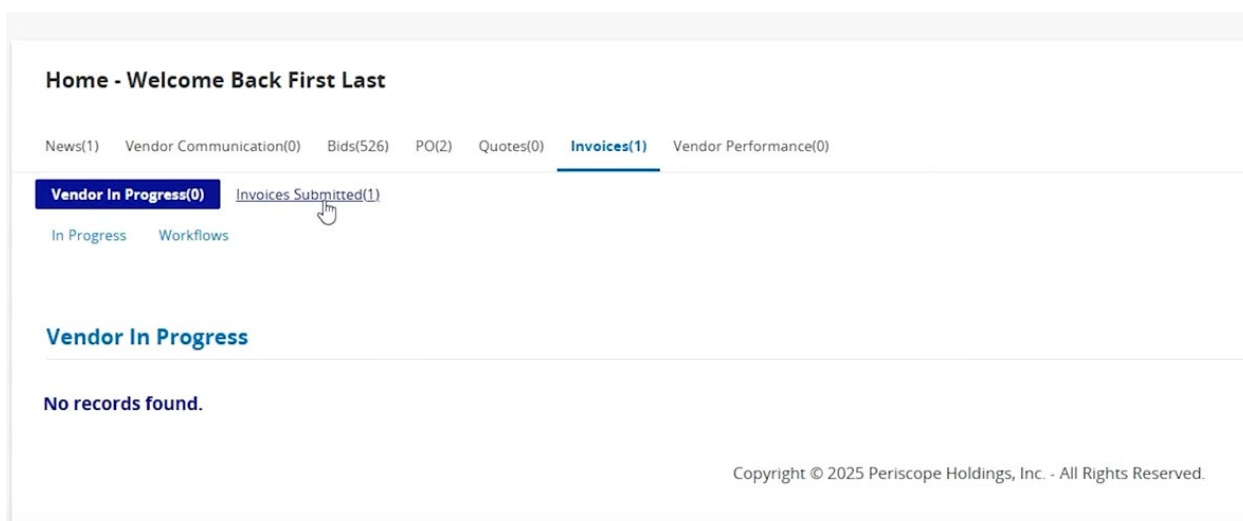 Home - Welcome Back First Last
News(1) Vendor Communication(0) Bids(526) PO(2) Quotes(0) Invoices(1) Vendor Performance(0)
Vendor In Progress(0) Invoices Submitted(1)
In Progress Workflows
Vendor In Progress
No records found.
Copyright © 2025 Periscope Holdings, Inc. - All Rights Reserved.